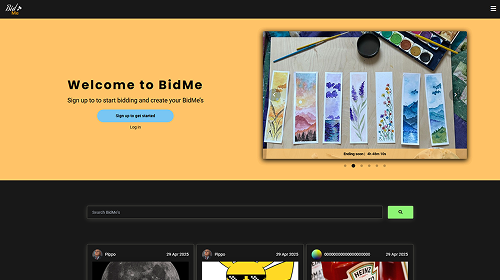 Bid
Me
Welcome to BidMe
Sign up to to start bidding and create your BidMe's
Sign up to get started
Log in
Ending soon | 4h 48m 19s
Search BidMe's
Pippo
29 Apr 2025
Pippo
29 Apr 2025
00000000000000000000
29 Apr 2025
HEINZ